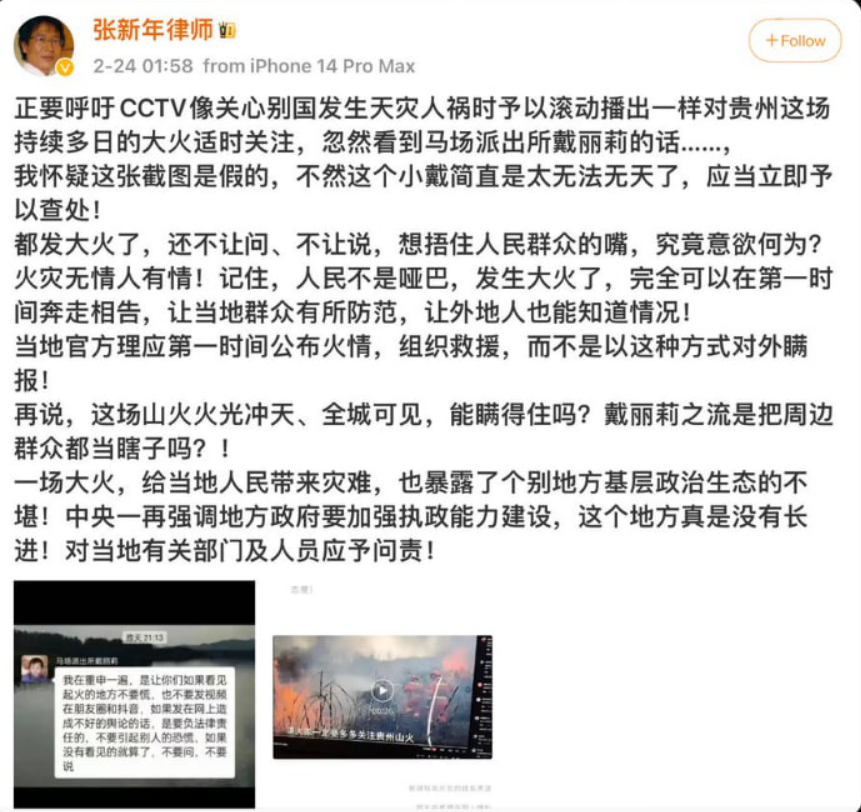 张新年律师
+Follow
2-24 01:58 from iPhone 14 Pro Max
正要呼吁CCTV像关心别国发生天灾人祸时予以滚动播出一样对贵州这场
持续多日的大火适时关注，忽然看到马场派出所戴丽莉的话……，
我怀疑这张截图是假的，不然这个小戴简直是太无法无天了，应当立即予
以查处！
都发大火了，还不让问、不让说，想捂住人民群众的嘴，究竟意欲何为？
火灾无情人有情！记住，人民不是哑巴，发生大火了，完全可以在第一时
间奔走相告，让当地群众有所防范，让外地人也能知道情况！
当地官方理应第一时间公布火情，组织救援，而不是以这种方式对外瞒
报！
再说，这场山火火光冲天、全城可见，能瞒得住吗？戴丽莉之流是把周边
群众都当瞎子吗？！
一场大火，给当地人民带来灾难，也暴露了个别地方基层政治生态的不
堪！中央一再强调地方政府要加强执政能力建设，这个地方真是没有长
进！对当地有关部门及人员应予问责！
昨天 21:13
马场派出所戴丽莉
我在重申一遍，是让你们如果看见
起火的地方不要慌，也不要发视频
在朋友圈和抖音，如果发在网上造
成不好的舆论的话，是要负法律责
任的，不要引起别人的恐慌，如果
没有看见的就算了，不要问，不要
说
一定要多多关注贵州山火